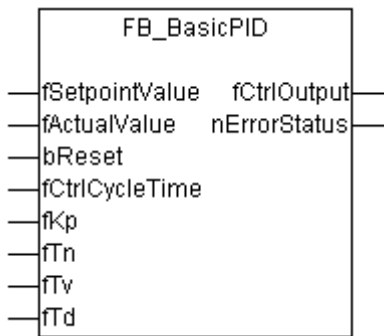 FB_BasicPID
fSetpointValue fCtrlOutput
fActualValue nErrorStatus
bReset
fCtrlCycleTime
fKp
fTn
fTv
fTd